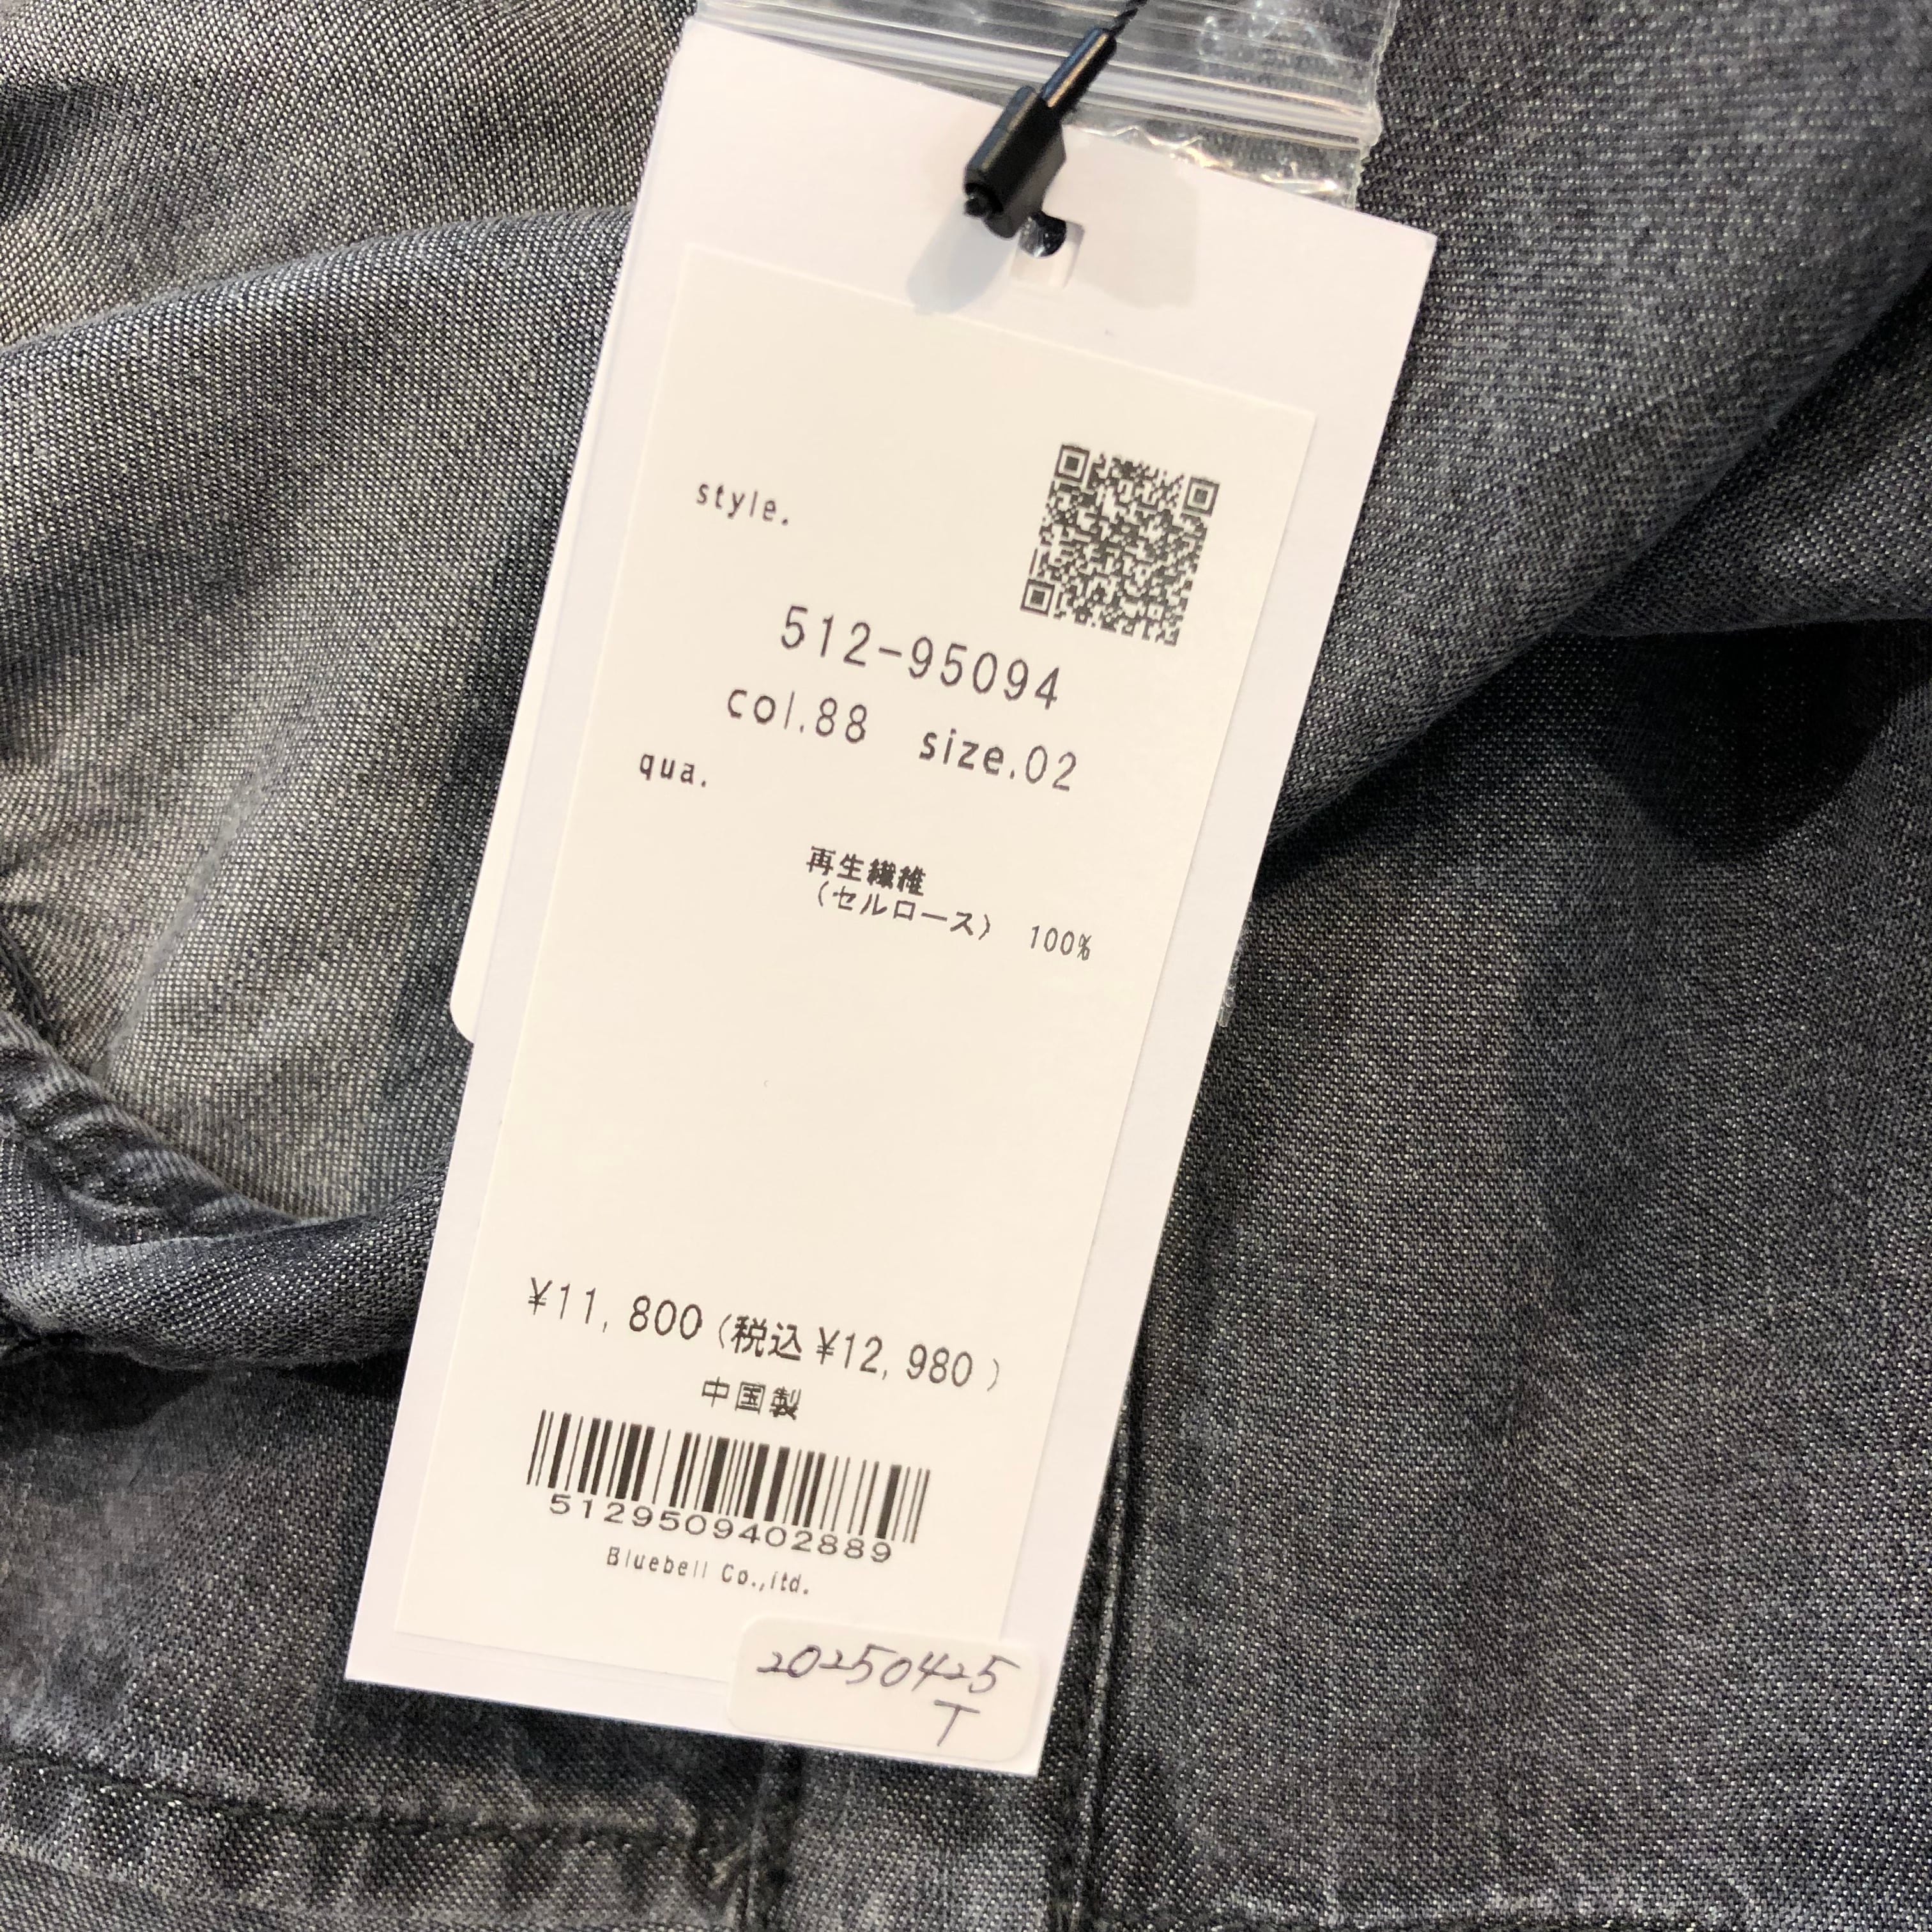 style.
512-95094
col.88 size.02
qua.
再生繊維
(セルロース) 100%
¥11,800(税込¥12,980)
中国製
5129509402889
Bluebell Co.,ltd.
20250425
T